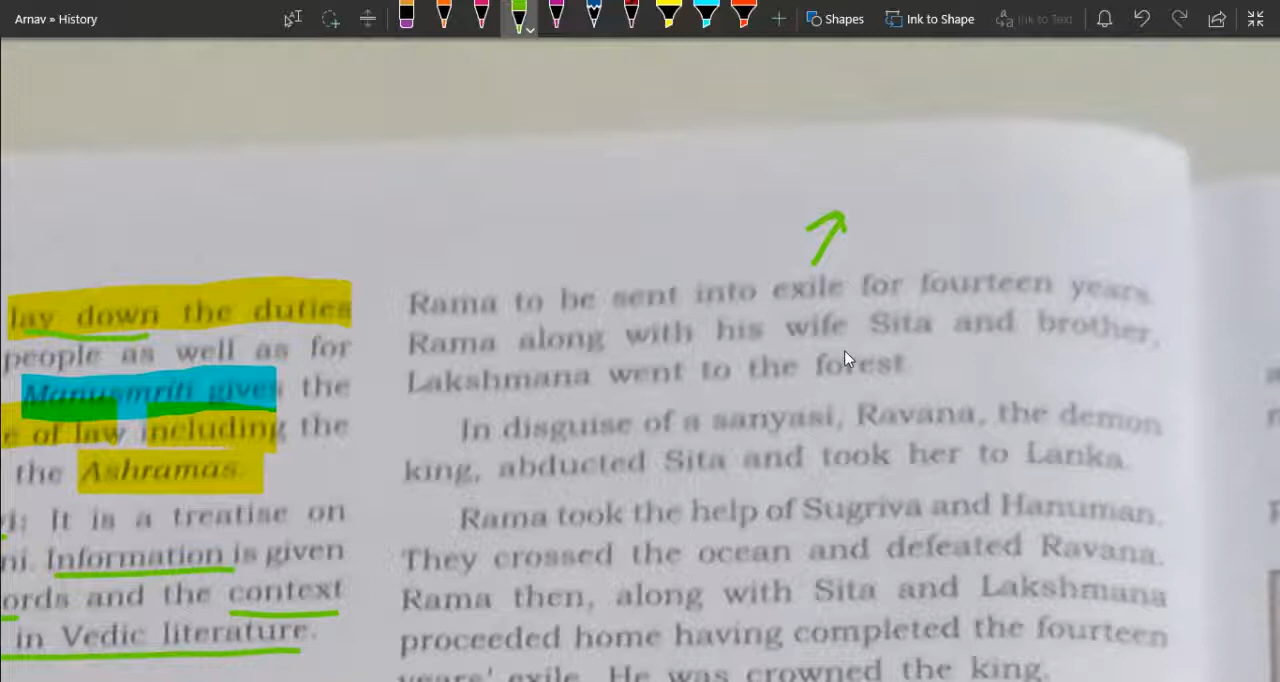 Arnav » History
Shapes
Ink to Shape
Ink to Text
lay down the duties
people as well as for
Manusmriti gives the
e of law including the
the Ashramas.
i: It is a treatise on
ni. Information is given
ords and the context
in Vedic literature.
Rama to be sent into exile for fourteen years.
Rama along with his wife Sita and brother,
Lakshmana went to the forest
In disguise of a sanyasi, Ravana, the demon
king, abducted Sita and took her to Lanka.
Rama took the help of Sugriva and Hanuman.
They crossed the ocean and defeated Ravana.
Rama then, along with Sita and Lakshmana
proceeded home having completed the fourteen
years' exile. He was crowned the king.